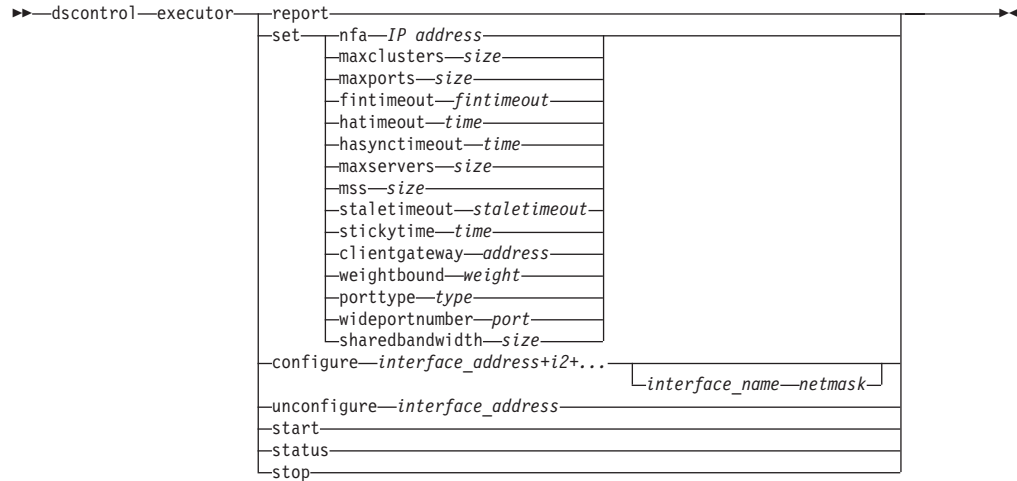 dscontrol executor report
set nfa IP address
maxclusters size
maxports size
fintimeout fintimeout
hatimeout time
hasynctimeout time
maxservers size
mss size
staletimeout staletimeout
stickytime time
clientgateway address
weightbound weight
porttype type
wideportnumber port
sharedbandwidth size
configure interface_address+i2+...
interface_name netmask
unconfigure interface_address
start
status
stop